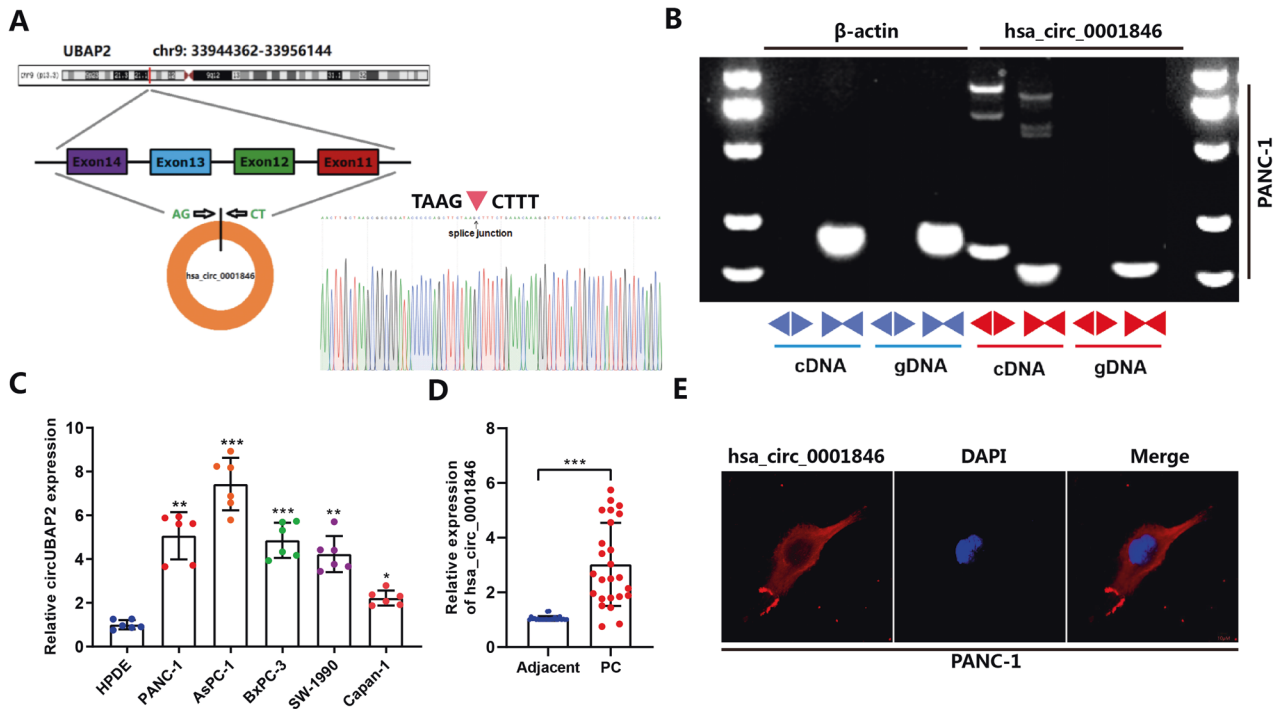 A
UBAP2 chr9: 33944362-33956144
Exon14 Exon13 Exon12 Exon11
AG CT
hsa_circ_0001846
TAAG CTTT
splice junction
B
β-actin hsa_circ_0001846
PANC-1
cDNA gDNA cDNA gDNA
C
Relative circUBAP2 expression
10
8
6
4
2
0
** *** *** ** *
HPDE PANC-1 AsPC-1 BxPC-3 SW-1990 Capan-1
D
Relative expression
of hsa_circ_0001846
8
6
4
2
0
***
Adjacent PC
E
hsa_circ_0001846 DAPI Merge
PANC-1